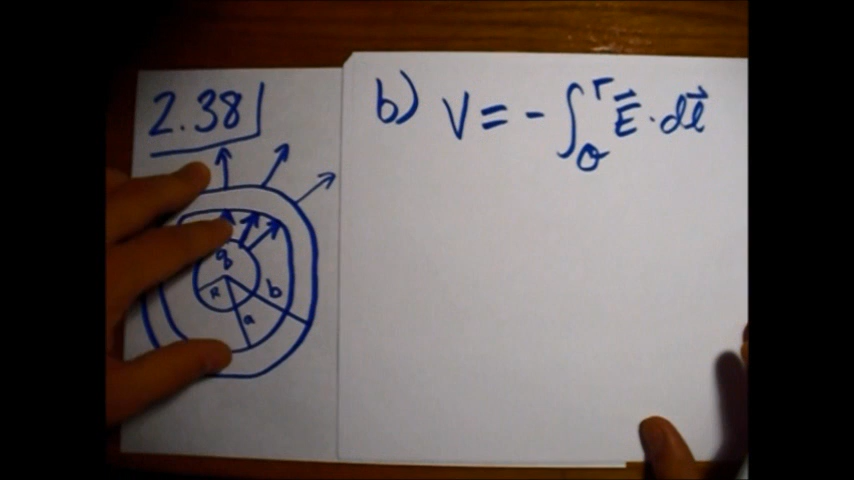 2.38
b) V = - ∫₀ʳ E⃗ · dl⃗
q
R
b
a